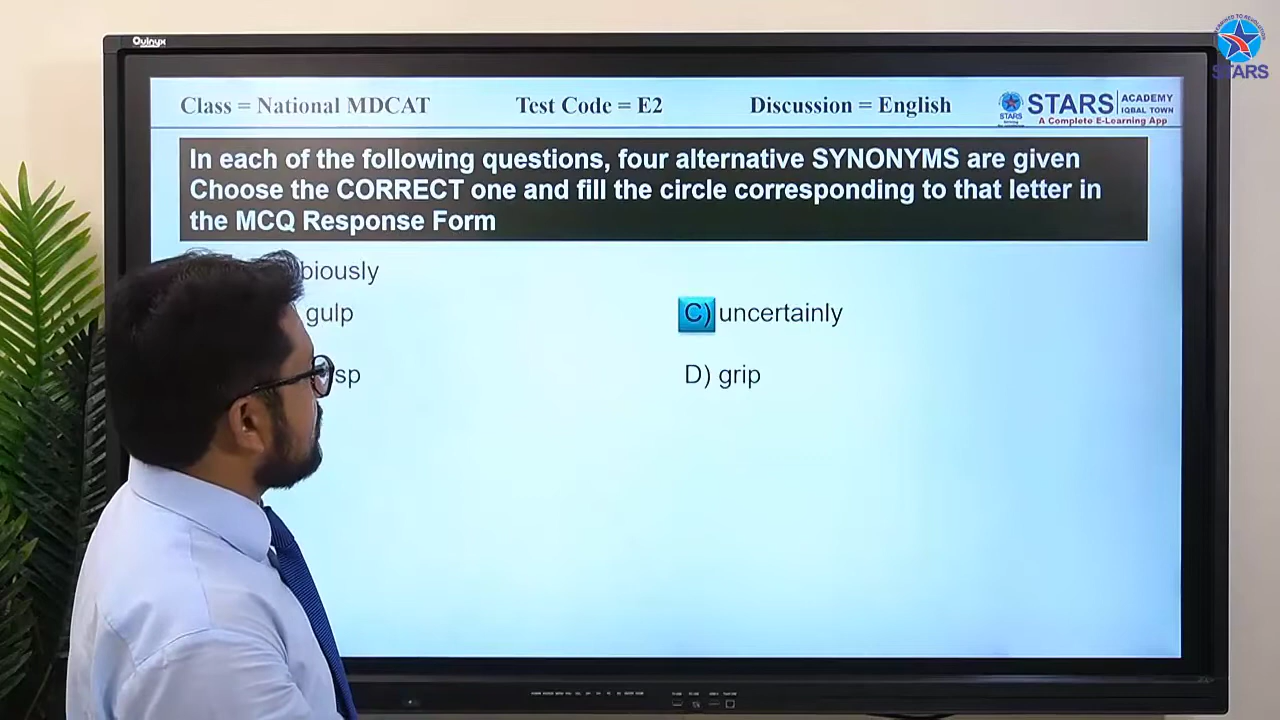 Quinyx
STARS
Class = National MDCAT
Test Code = E2
Discussion = English
STARS
STARS
ACADEMY
IQBAL TOWN
A Complete E-Learning App
In each of the following questions, four alternative SYNONYMS are given
Choose the CORRECT one and fill the circle corresponding to that letter in
the MCQ Response Form
biously
gulp
C) uncertainly
sp
D) grip